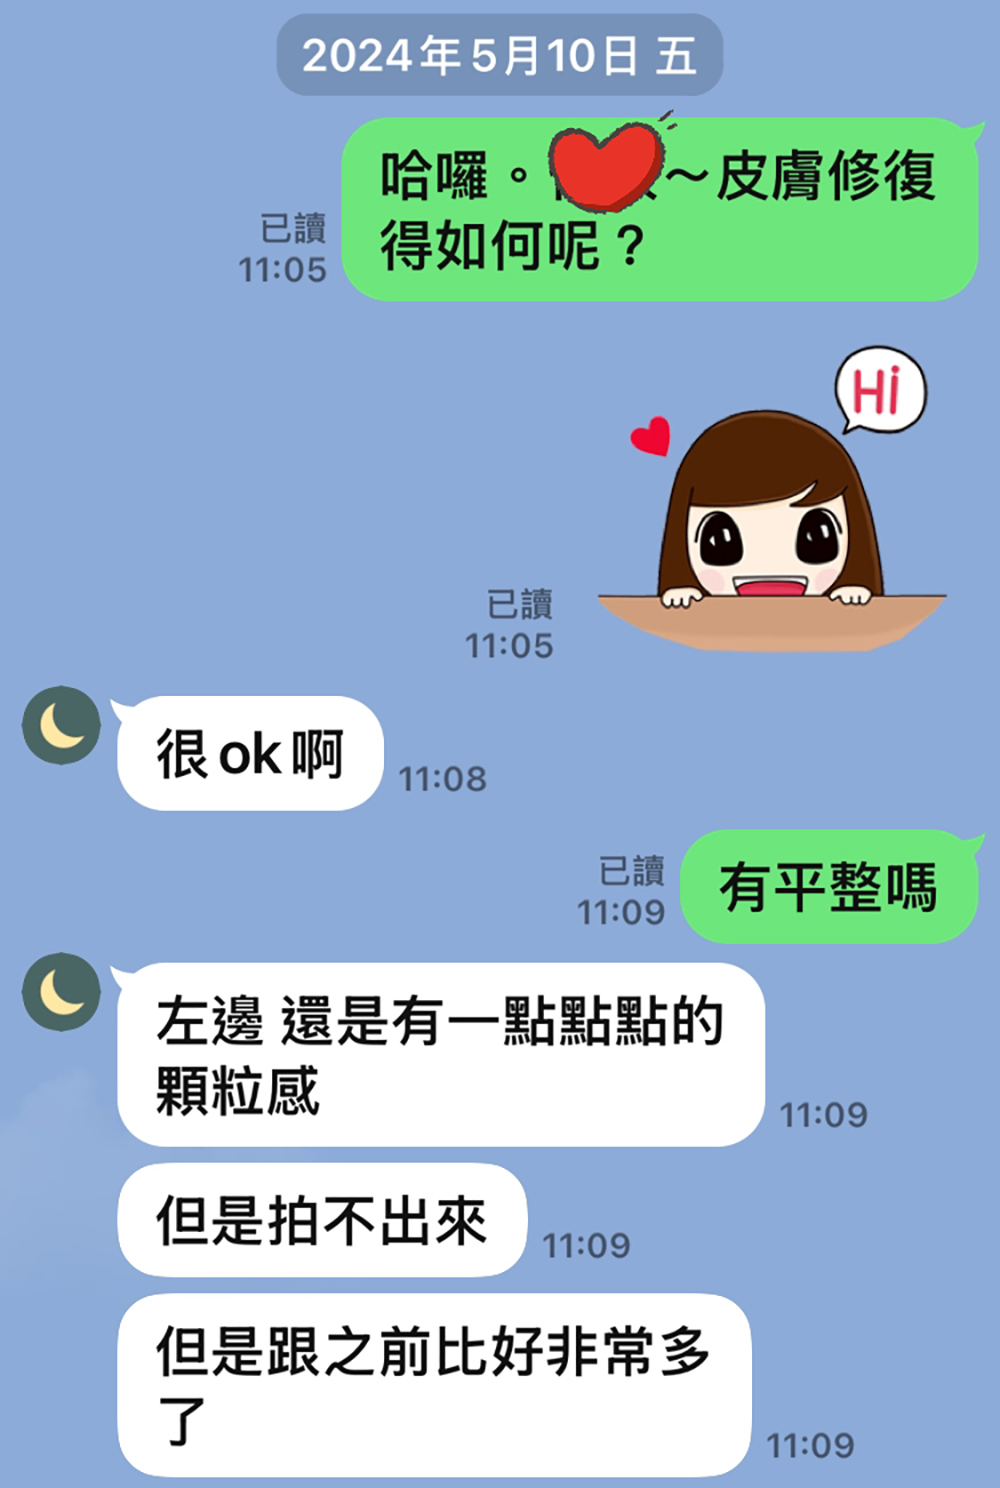 2024年5月10日 五
哈囉。～皮膚修復
得如何呢？
已讀
11:05
Hi
已讀
11:05
很ok啊
11:08
已讀
11:09
有平整嗎
左邊 還是有一點點點的
顆粒感
11:09
但是拍不出來
11:09
但是跟之前比好非常多
了
11:09